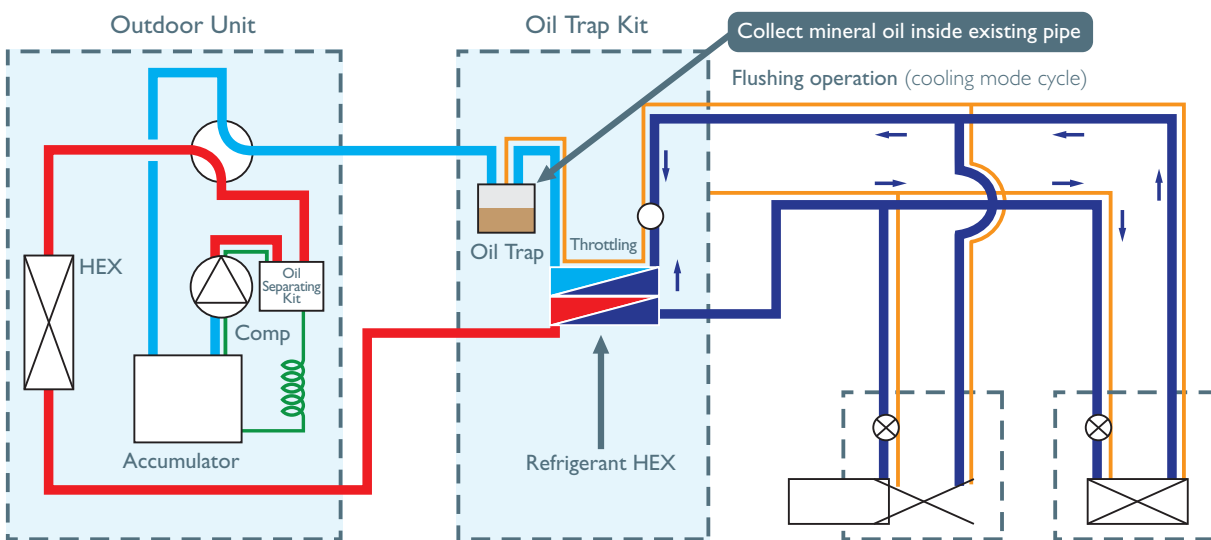 Outdoor Unit
Oil Trap Kit
Collect mineral oil inside existing pipe
Flushing operation (cooling mode cycle)
Oil Trap
Throttling
HEX
Oil
Separating
Kit
Comp
Accumulator
Refrigerant HEX